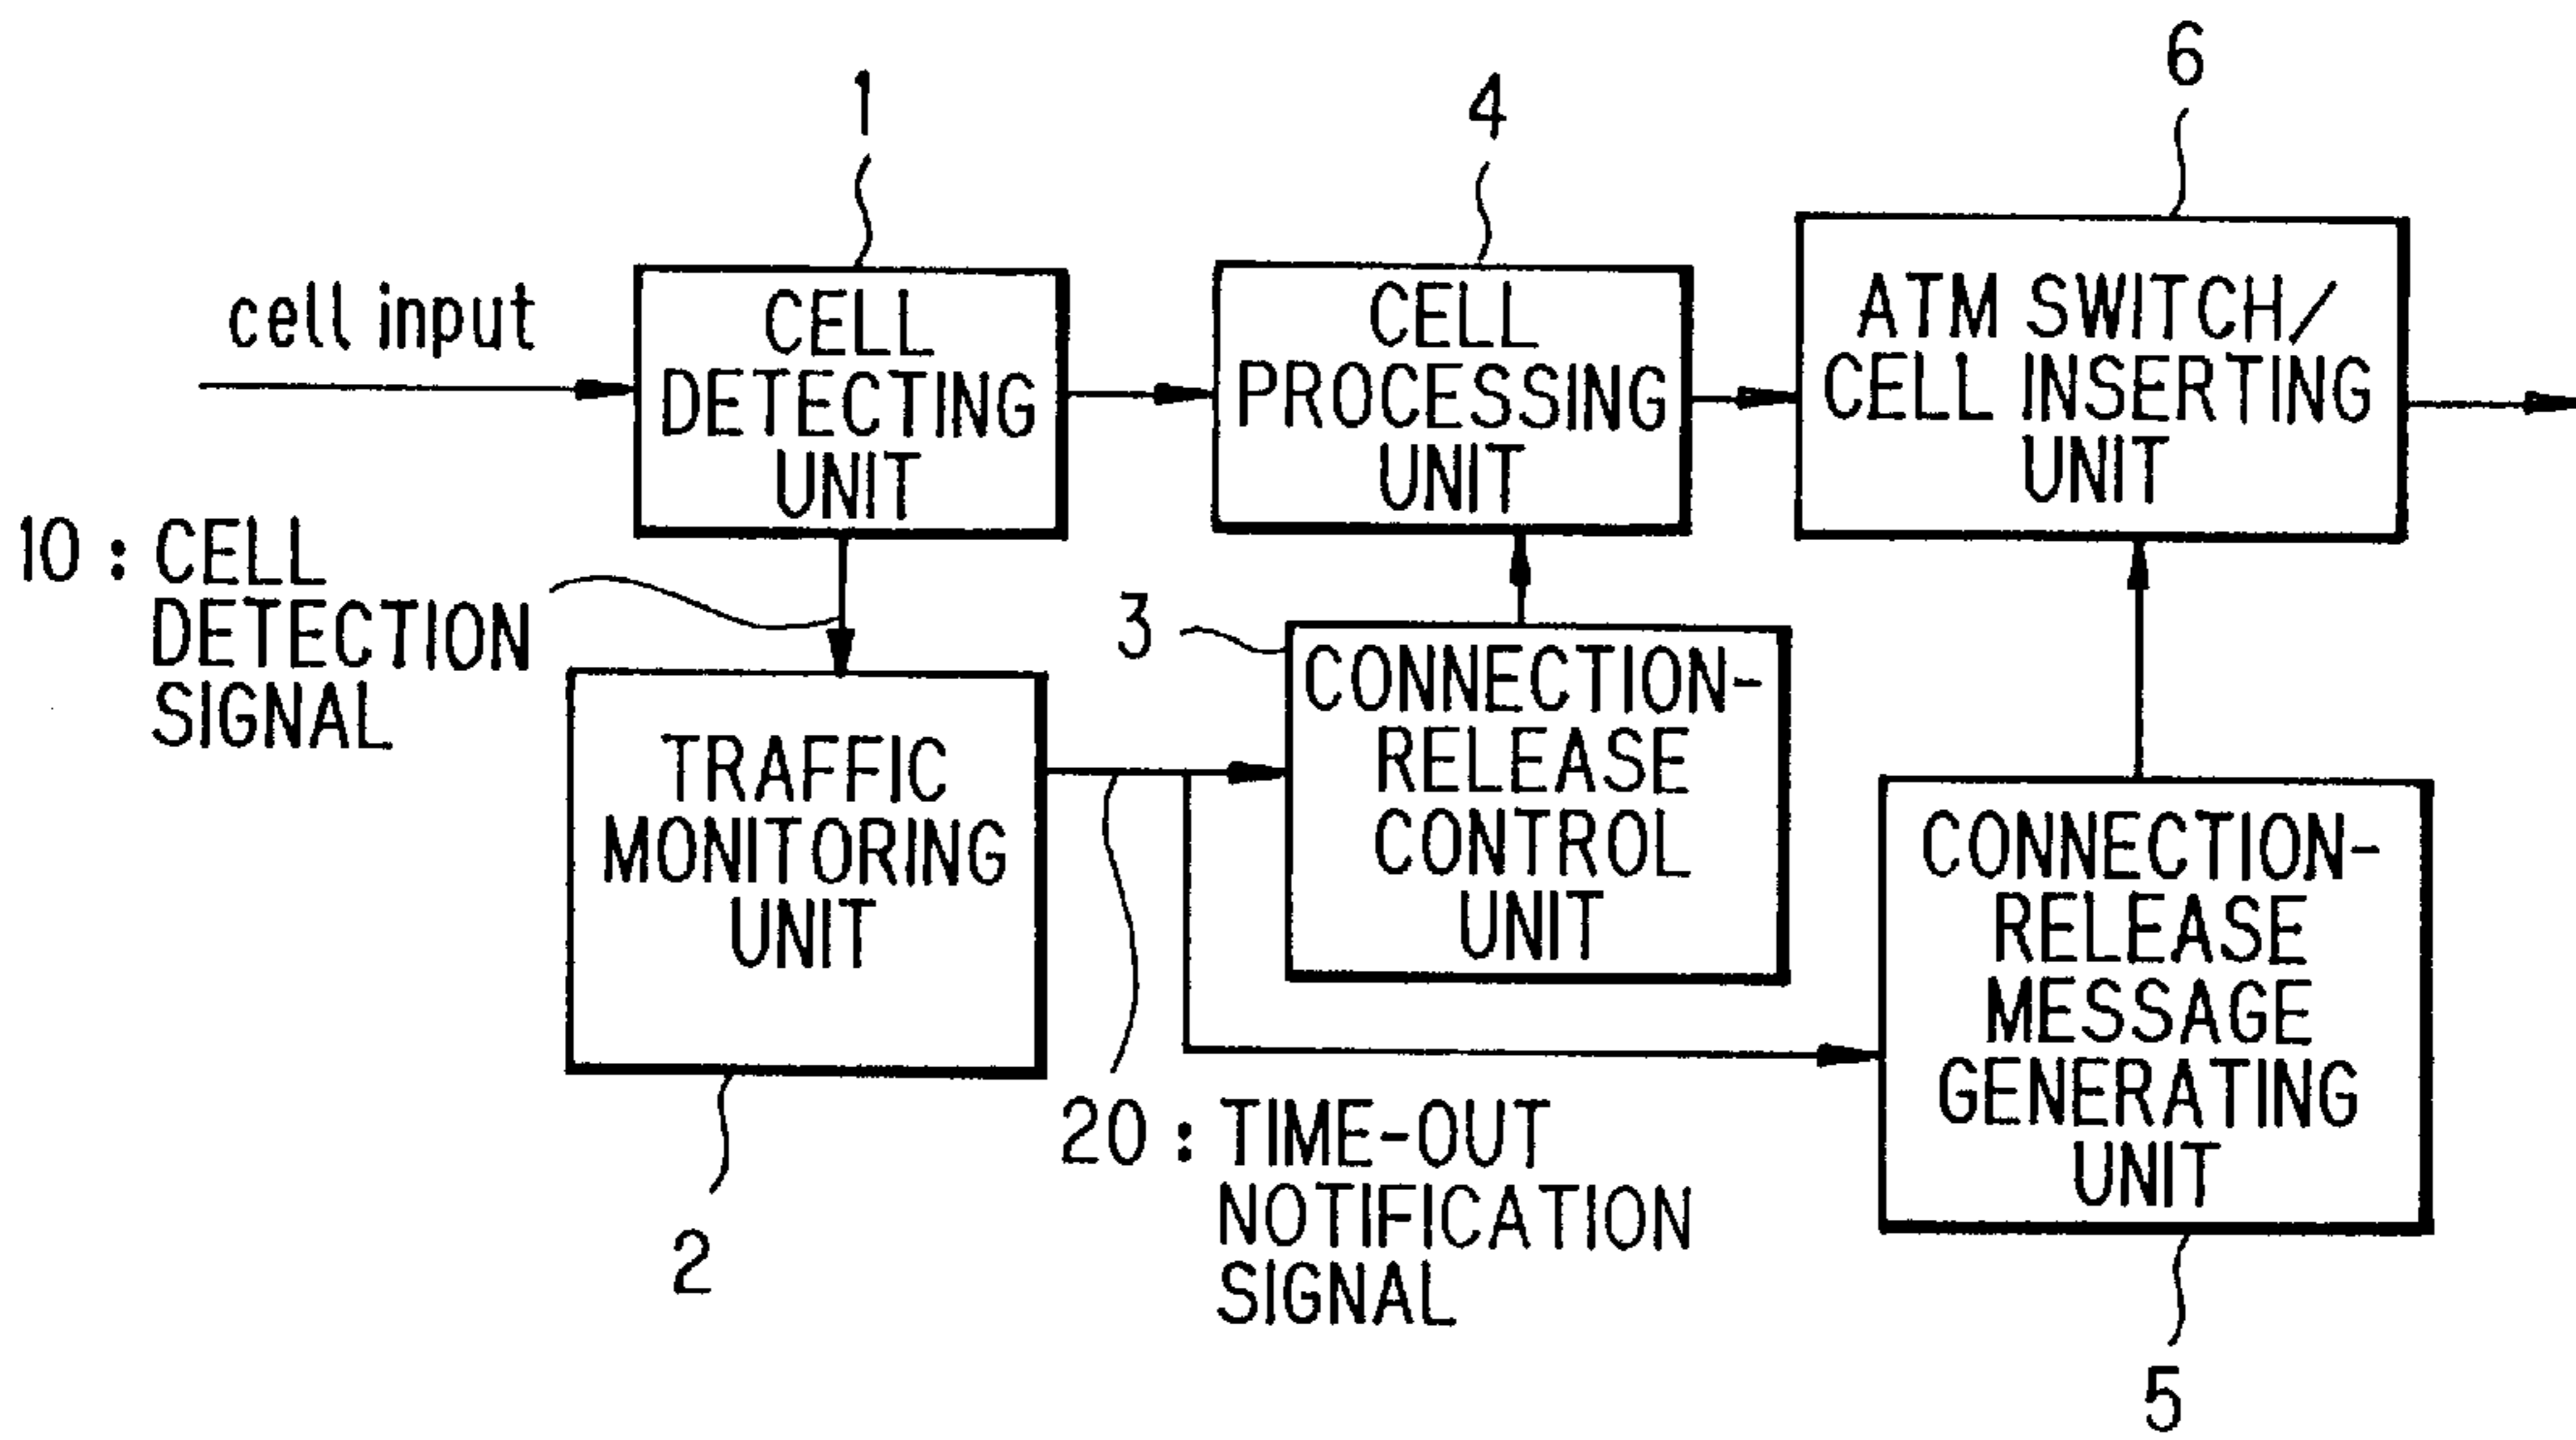 1
4
6
cell input
CELL
DETECTING
UNIT
CELL
PROCESSING
UNIT
ATM SWITCH/
CELL INSERTING
UNIT
10 : CELL
DETECTION
SIGNAL
3
TRAFFIC
MONITORING
UNIT
CONNECTION-
RELEASE
CONTROL
UNIT
CONNECTION-
RELEASE
MESSAGE
GENERATING
UNIT
2
20 : TIME-OUT
NOTIFICATION
SIGNAL
5